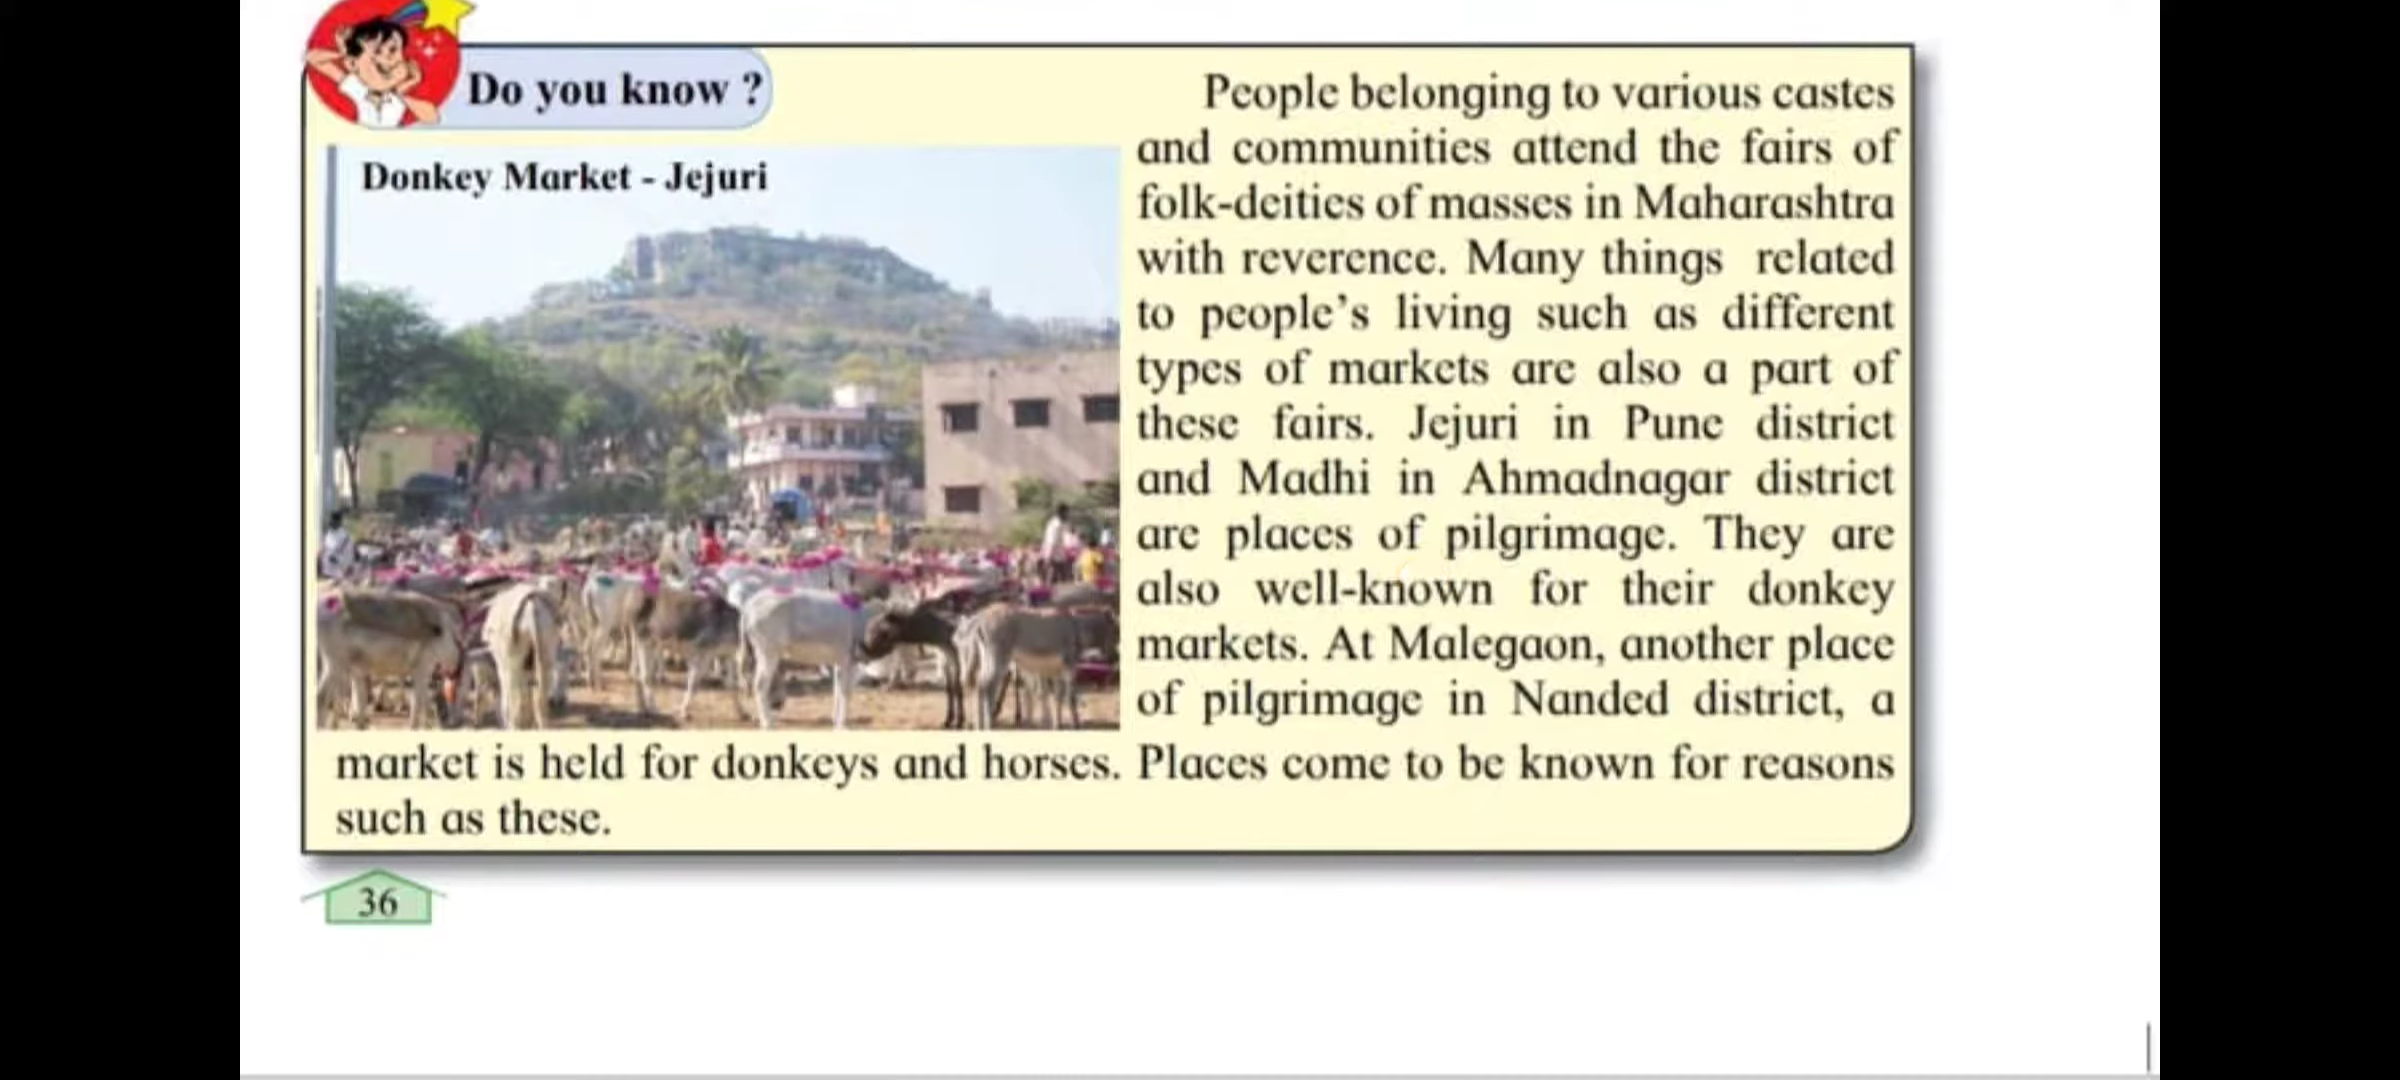 Do you know ?
Donkey Market - Jejuri
People belonging to various castes
and communities attend the fairs of
folk-deities of masses in Maharashtra
with reverence. Many things related
to people's living such as different
types of markets are also a part of
these fairs. Jejuri in Pune district
and Madhi in Ahmadnagar district
are places of pilgrimage. They are
also well-known for their donkey
markets. At Malegaon, another place
of pilgrimage in Nanded district, a
market is held for donkeys and horses. Places come to be known for reasons
such as these.
36